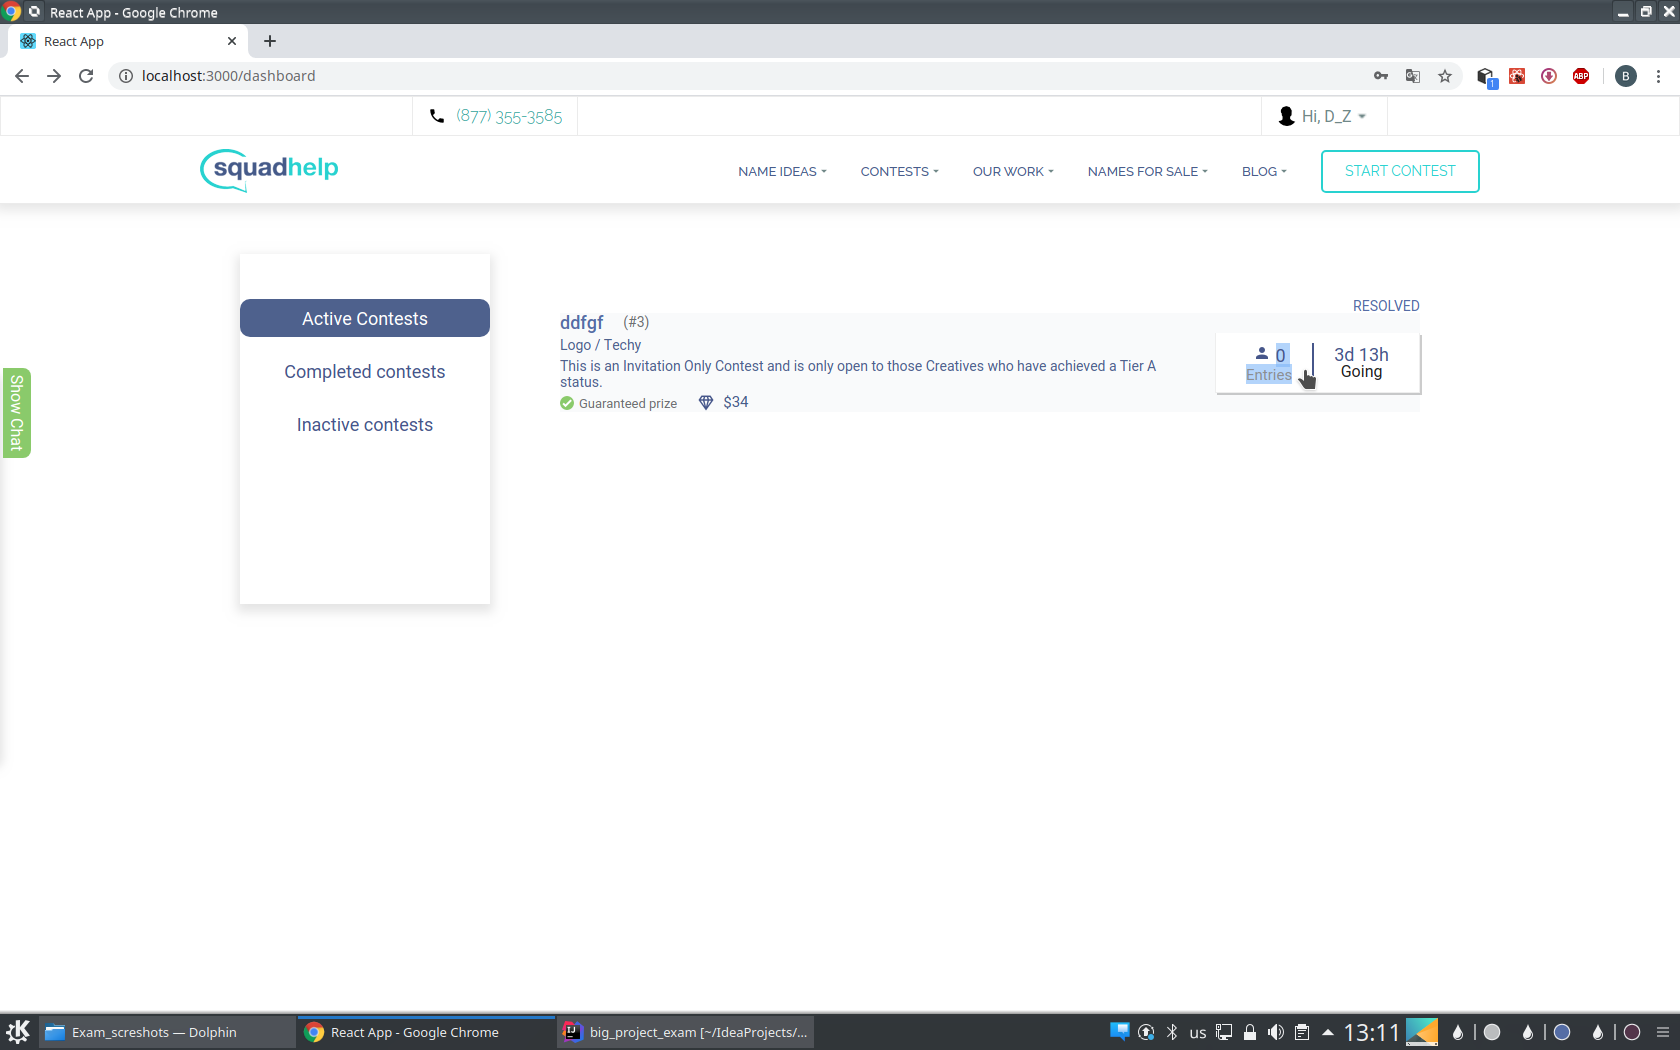 React App - Google Chrome
React App
localhost:3000/dashboard
1
ABP
B
(877) 355-3585
Hi, D_Z
squadhelp
NAME IDEAS
CONTESTS
OUR WORK
NAMES FOR SALE
BLOG
START CONTEST
Active Contests
Completed contests
Inactive contests
Show Chat
RESOLVED
ddfgf (#3)
Logo / Techy
This is an Invitation Only Contest and is only open to those Creatives who have achieved a Tier A
status.
Guaranteed prize $34
0
Entries
3d 13h
Going
Exam_screshots — Dolphin
React App - Google Chrome
big_project_exam [~/IdeaProjects/...
us
13:11